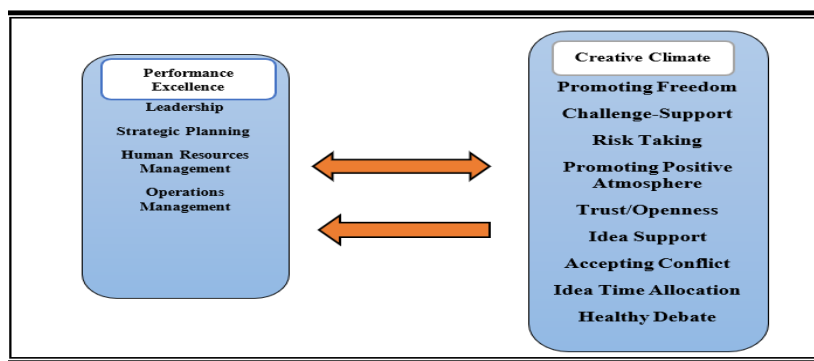 Performance
Excellence
Leadership
Strategic Planning
Human Resources
Management
Operations
Management
Creative Climate
Promoting Freedom
Challenge-Support
Risk Taking
Promoting Positive
Atmosphere
Trust/Openness
Idea Support
Accepting Conflict
Idea Time Allocation
Healthy Debate